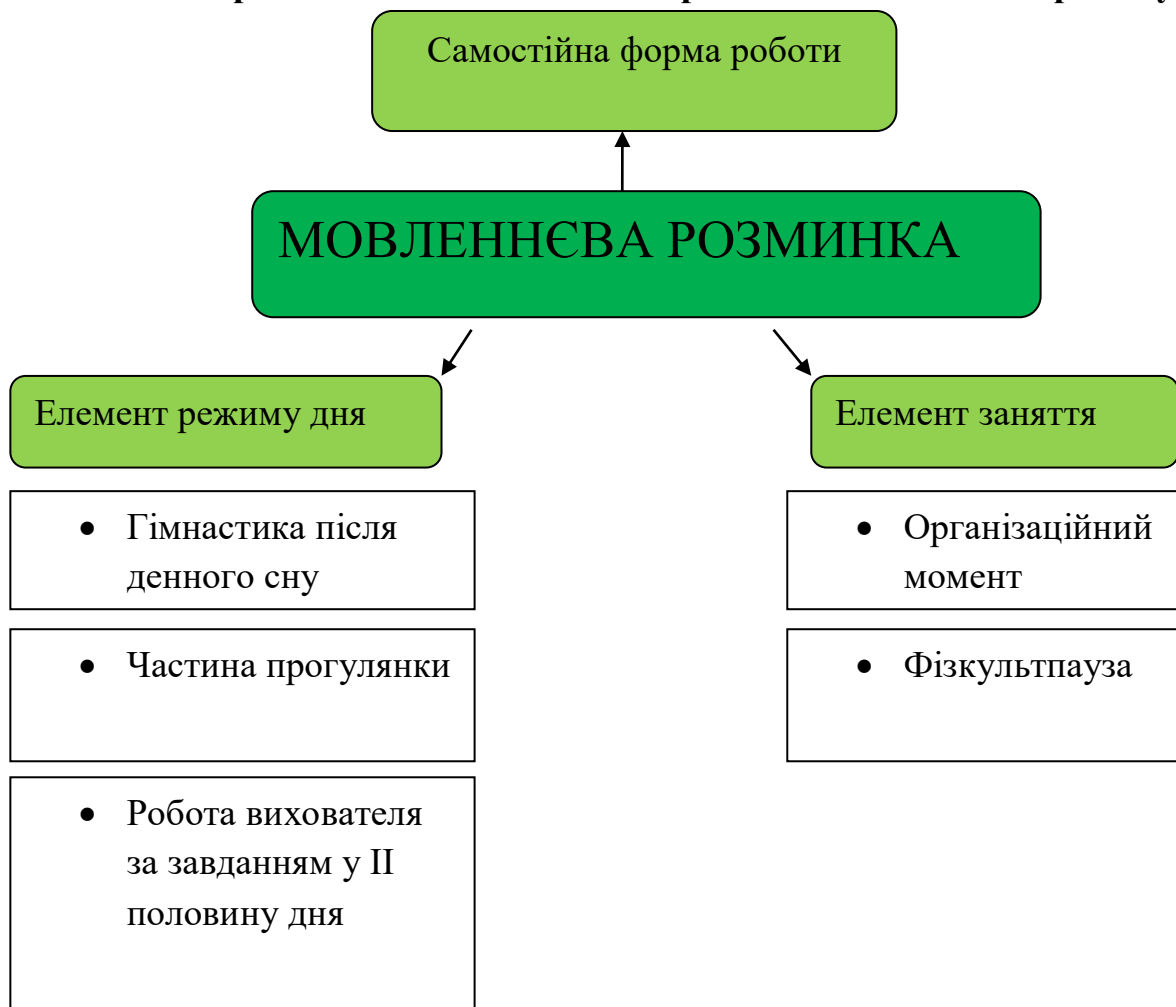 Самостійна форма роботи
МОВЛЕННЄВА РОЗМИНКА
Елемент режиму дня
Елемент заняття
• Гімнастика після
денного сну
• Організаційний
момент
• Частина прогулянки
• Фізкультпауза
• Робота вихователя
за завданням у ІІ
половину дня